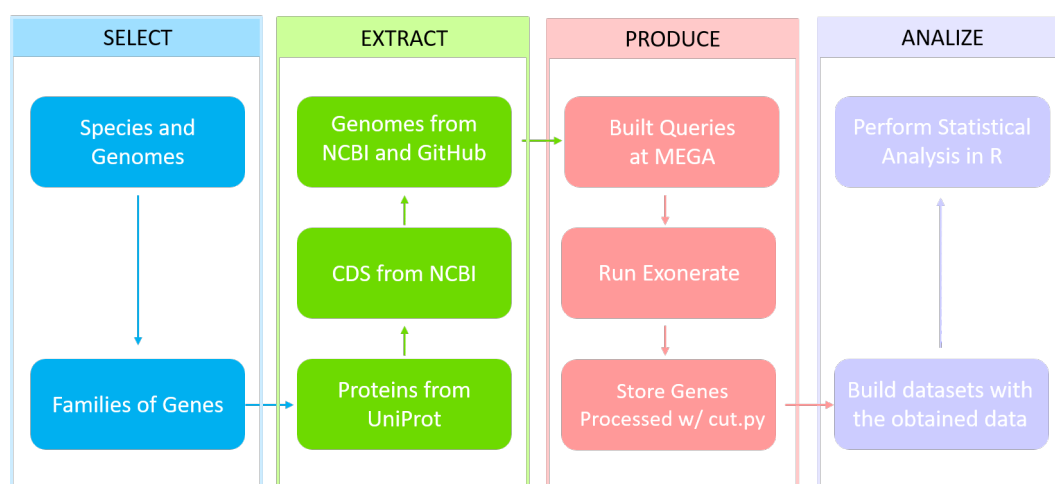 SELECT
EXTRACT
PRODUCE
ANALIZE
Species and
Genomes
Families of Genes
Genomes from
NCBI and GitHub
CDS from NCBI
Proteins from
UniProt
Built Queries
at MEGA
Run Exonerate
Store Genes
Processed w/ cut.py
Perform Statistical
Analysis in R
Build datasets with
the obtained data